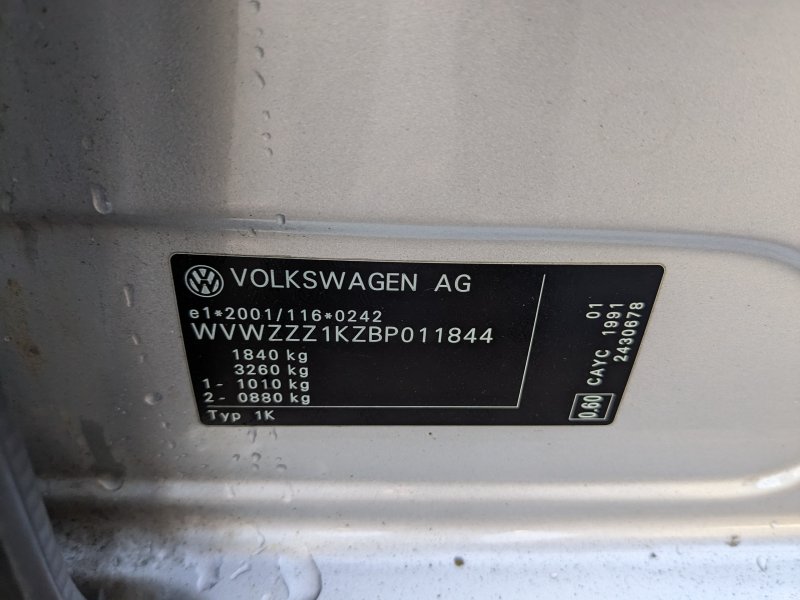 VOLKSWAGEN AG
e1*2001/116*0242
WVWZZZ1KZBP011844
1840 kg
3260 kg
1- 1010 kg
2- 0880 kg
Typ 1K
01
CAYC 1991
2430678
0.60